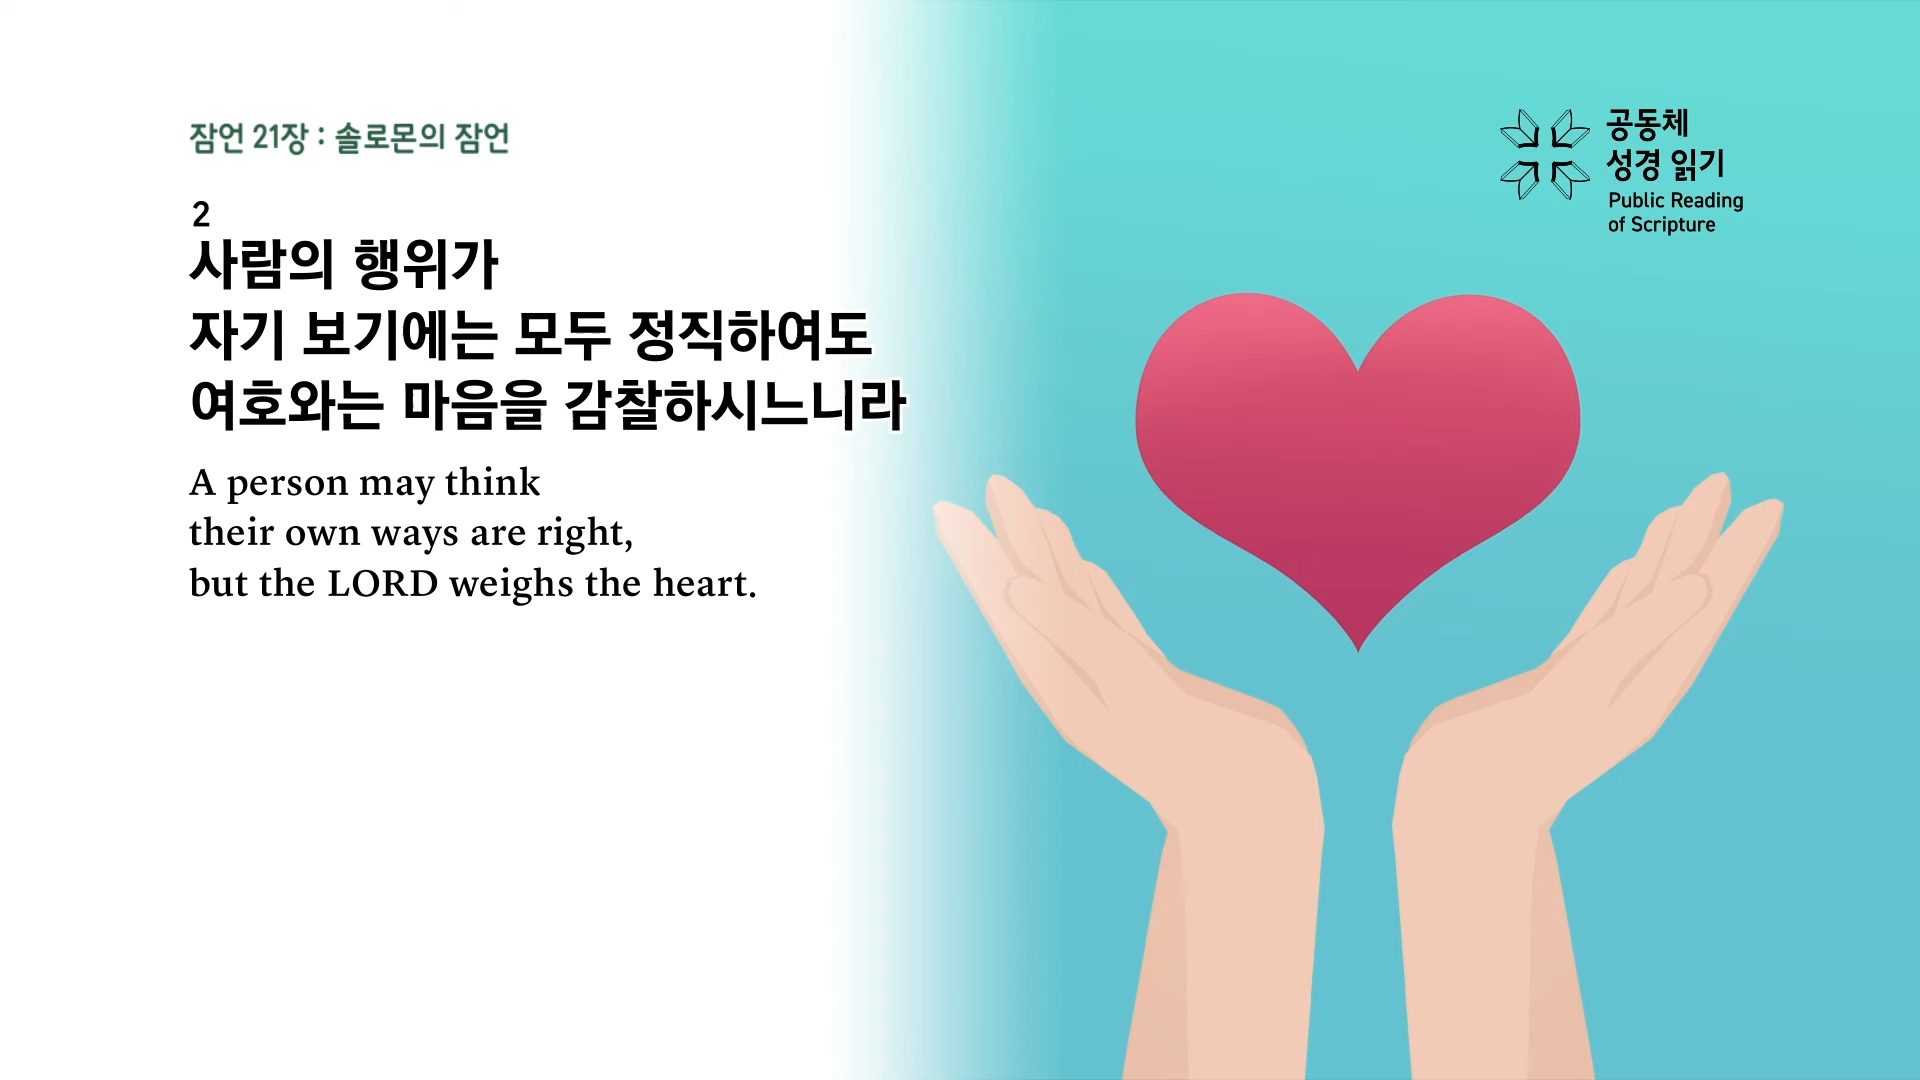 잠언 21장 : 솔로몬의 잠언
2
사람의 행위가
자기 보기에는 모두 정직하여도
여호와는 마음을 감찰하시느니라
A person may think
their own ways are right,
but the LORD weighs the heart.
공동체
성경 읽기
Public Reading
of Scripture